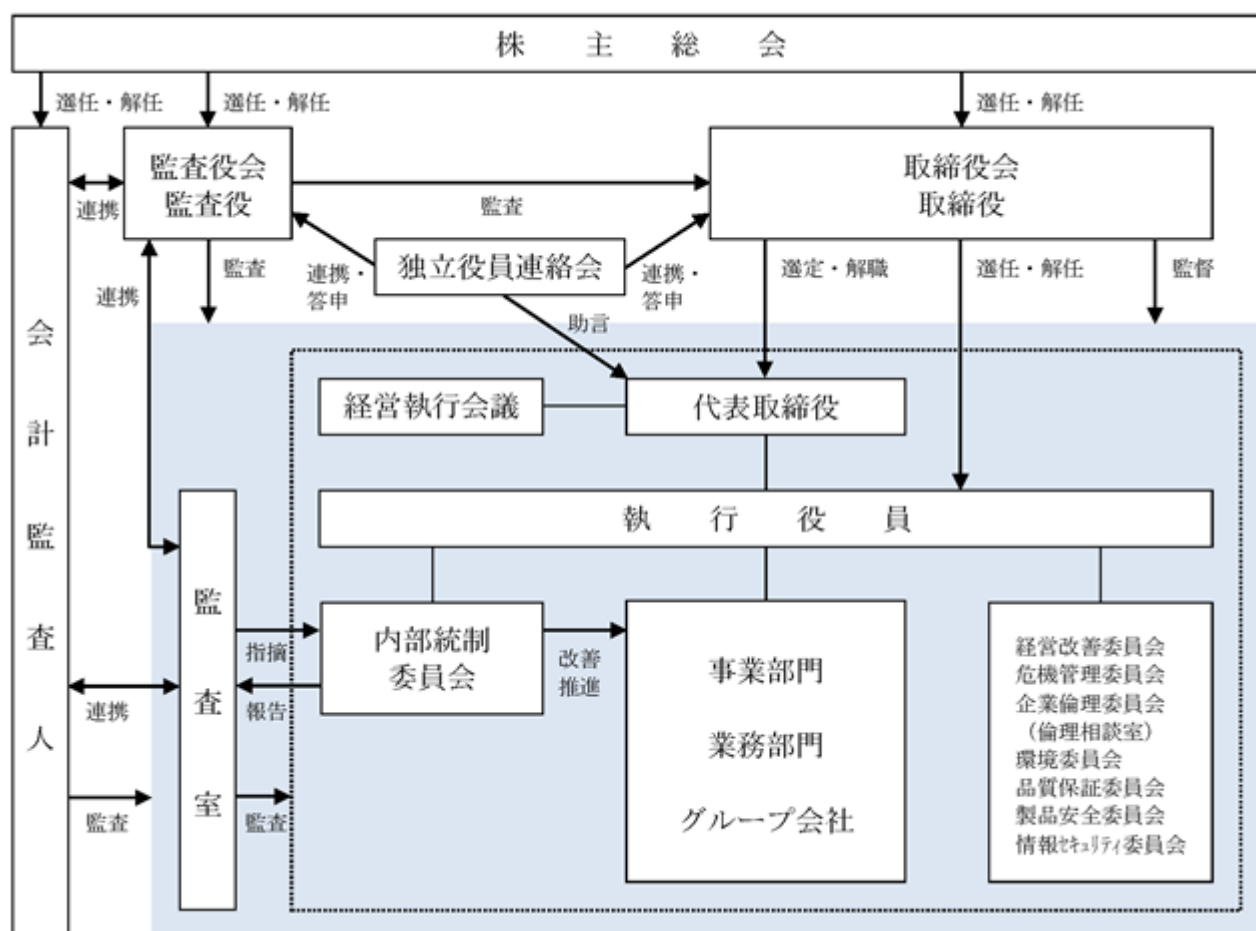 株主総会
選任・解任
選任・解任
選任・解任
監査役会
監査役
取締役会
取締役
連携
監査
独立役員連絡会
連携
監査
連携・
答申
連携・
答申
選定・解職
選任・解任
監督
助言
会計監査人
経営執行会議
代表取締役
執行役員
監査室
指摘
報告
内部統制
委員会
改善
推進
事業部門
業務部門
グループ会社
経営改善委員会
危機管理委員会
企業倫理委員会
（倫理相談室）
環境委員会
品質保証委員会
製品安全委員会
情報ｾｷｭﾘﾃｨ委員会
連携
監査
監査